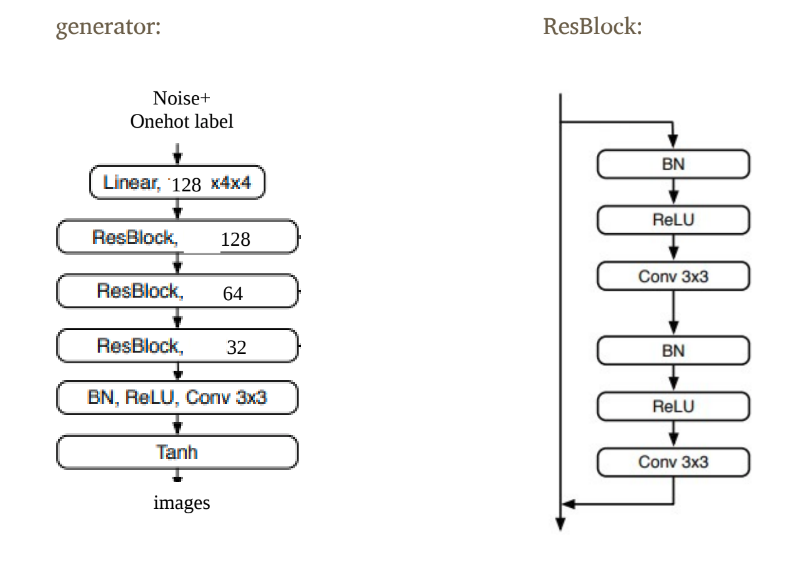 generator:
Noise+
Onehot label
Linear, 128 x4x4
ResBlock, 128
ResBlock, 64
ResBlock, 32
BN, ReLU, Conv 3x3
Tanh
images
ResBlock:
BN
ReLU
Conv 3x3
BN
ReLU
Conv 3x3